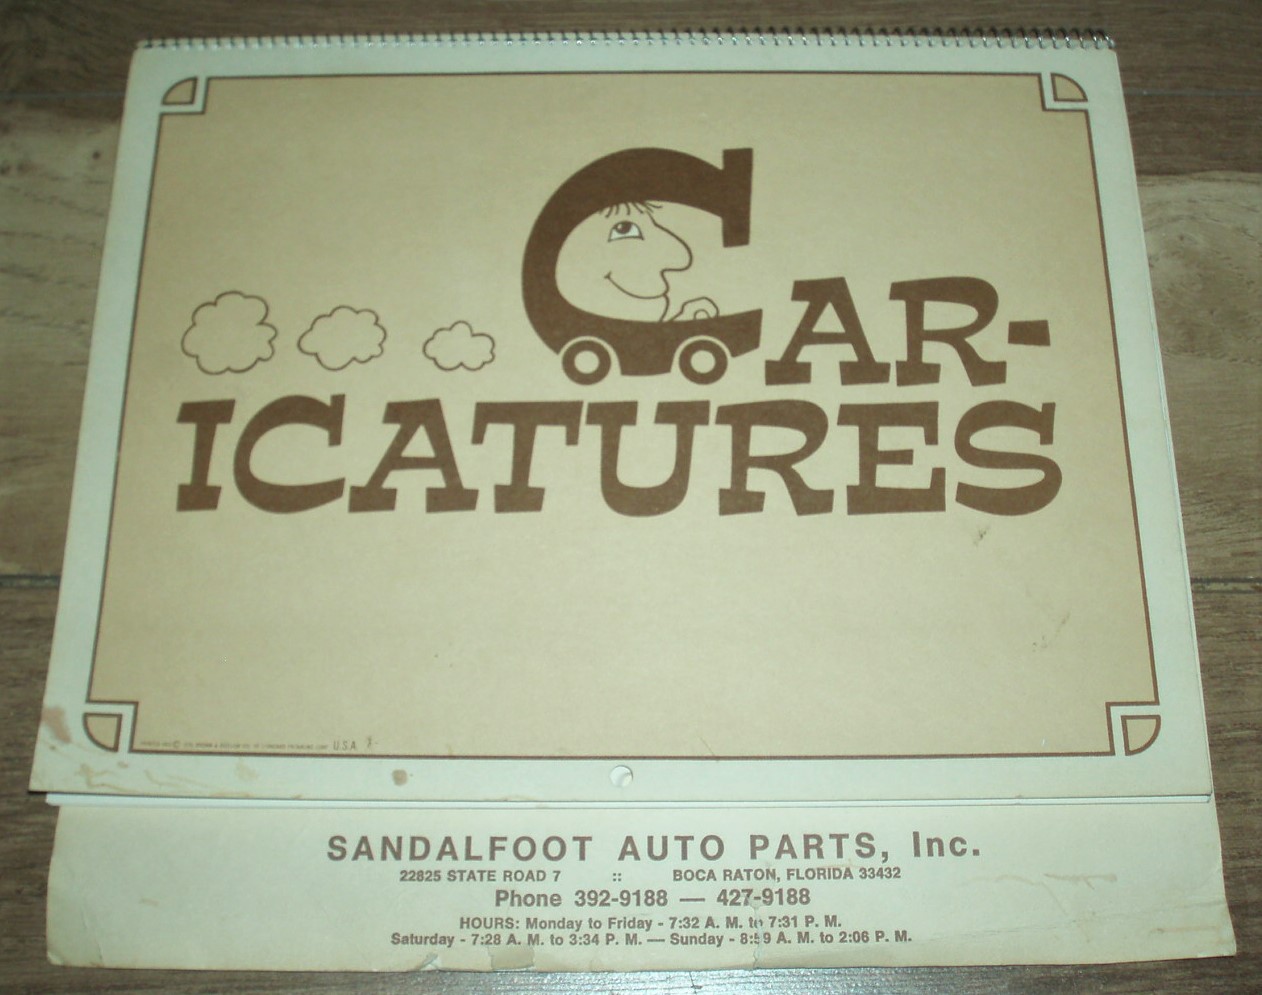 CAR-
ICATURES
U.S.A.
SANDALFOOT AUTO PARTS, Inc.
22825 STATE ROAD 7 :: BOCA RATON, FLORIDA 33432
Phone 392-9188 — 427-9188
HOURS: Monday to Friday - 7:32 A. M. to 7:31 P. M.
Saturday - 7:28 A. M. to 3:34 P. M. — Sunday - 8:59 A. M. to 2:06 P. M.